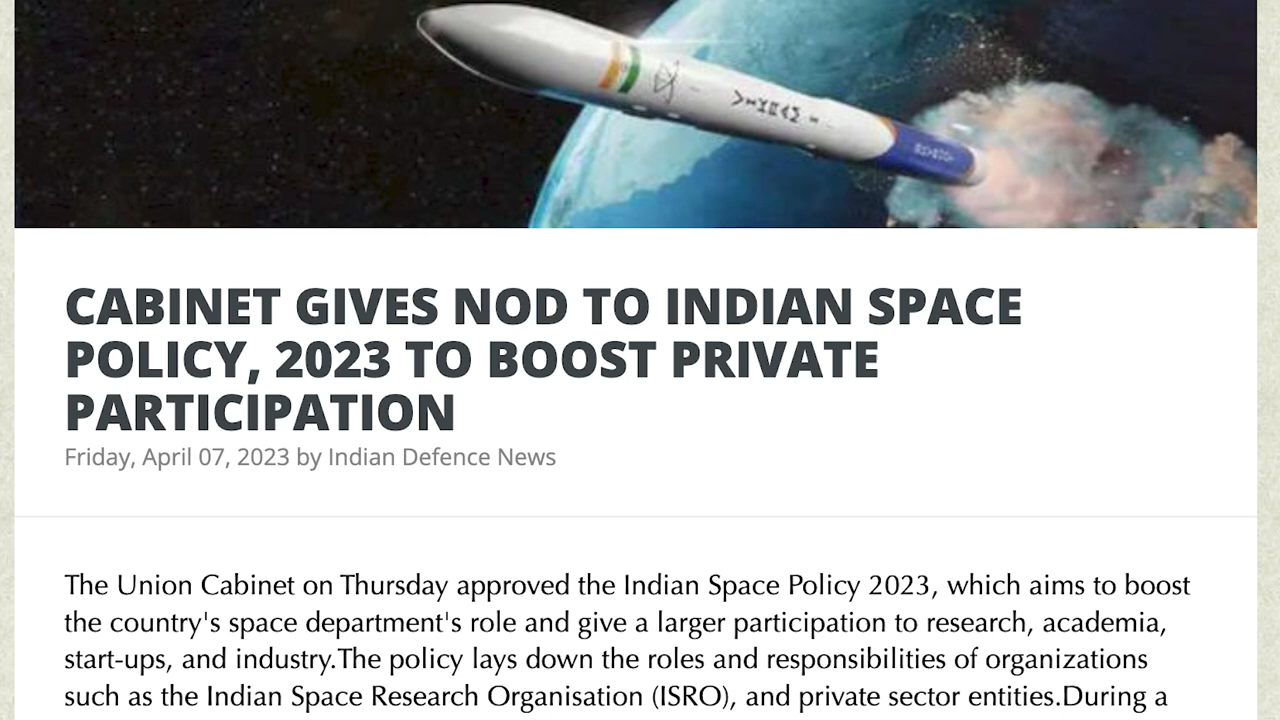 CABINET GIVES NOD TO INDIAN SPACE
POLICY, 2023 TO BOOST PRIVATE
PARTICIPATION
Friday, April 07, 2023 by Indian Defence News
The Union Cabinet on Thursday approved the Indian Space Policy 2023, which aims to boost
the country's space department's role and give a larger participation to research, academia,
start-ups, and industry.The policy lays down the roles and responsibilities of organizations
such as the Indian Space Research Organisation (ISRO), and private sector entities.During a